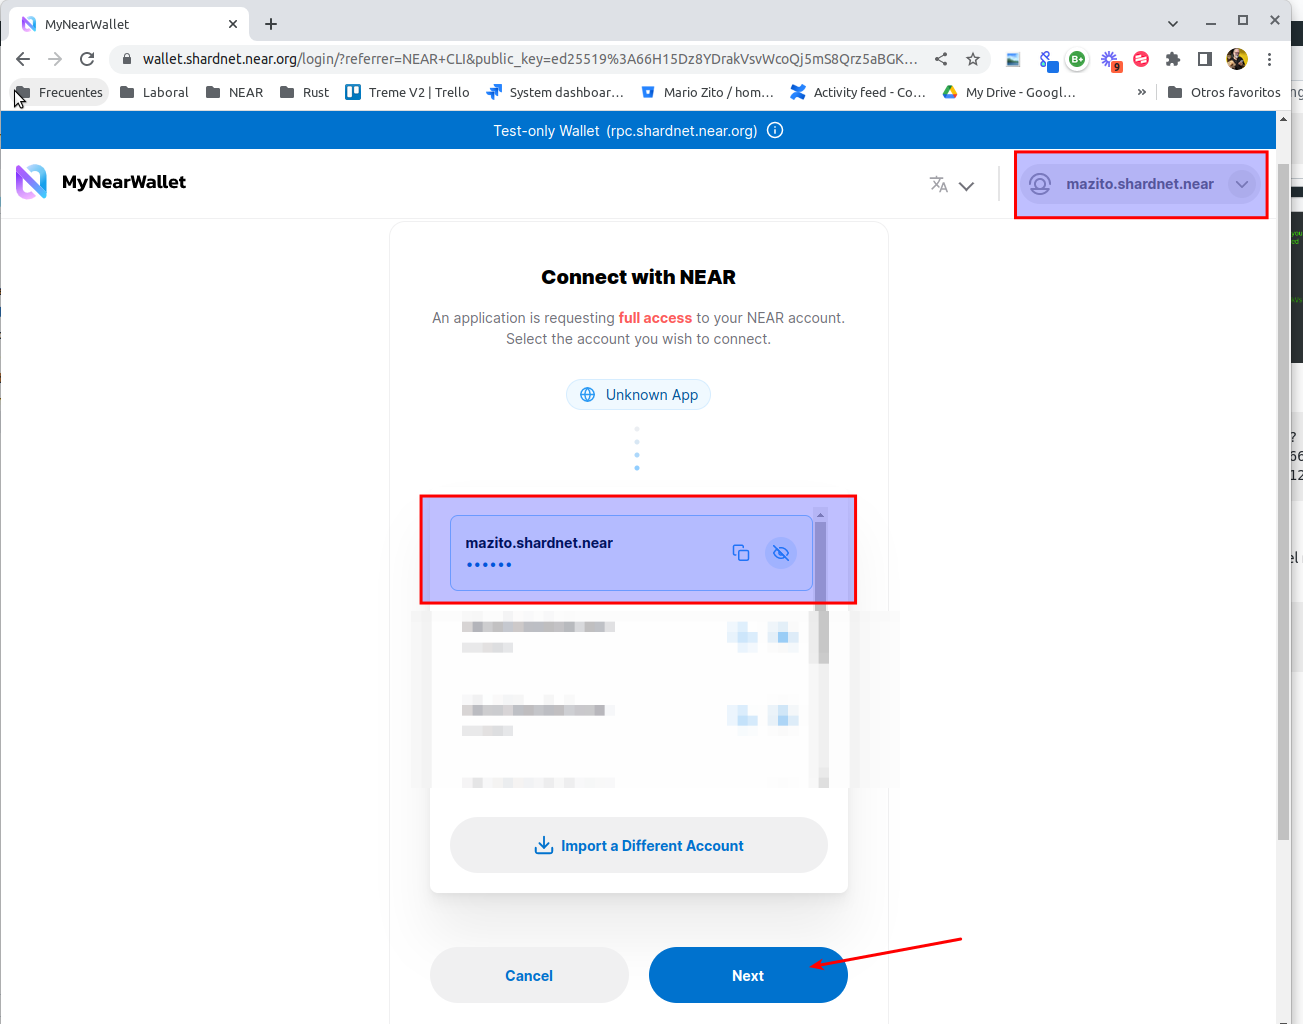 MyNearWallet
wallet.shardnet.near.org/login/?referrer=NEAR+CLI&public_key=ed25519%3A66H15Dz8YDrakVsvWcoQj5mS8Qrz5aBGK...
B+
9
Frecuentes
Laboral
NEAR
Rust
Treme V2 | Trello
System dashboar...
Mario Zito / hom...
Activity feed - Co...
My Drive - Googl...
»
Otros favoritos
Test-only Wallet (rpc.shardnet.near.org)
MyNearWallet
mazito.shardnet.near
Connect with NEAR
An application is requesting full access to your NEAR account.
Select the account you wish to connect.
Unknown App
mazito.shardnet.near
••••••
Import a Different Account
Cancel
Next